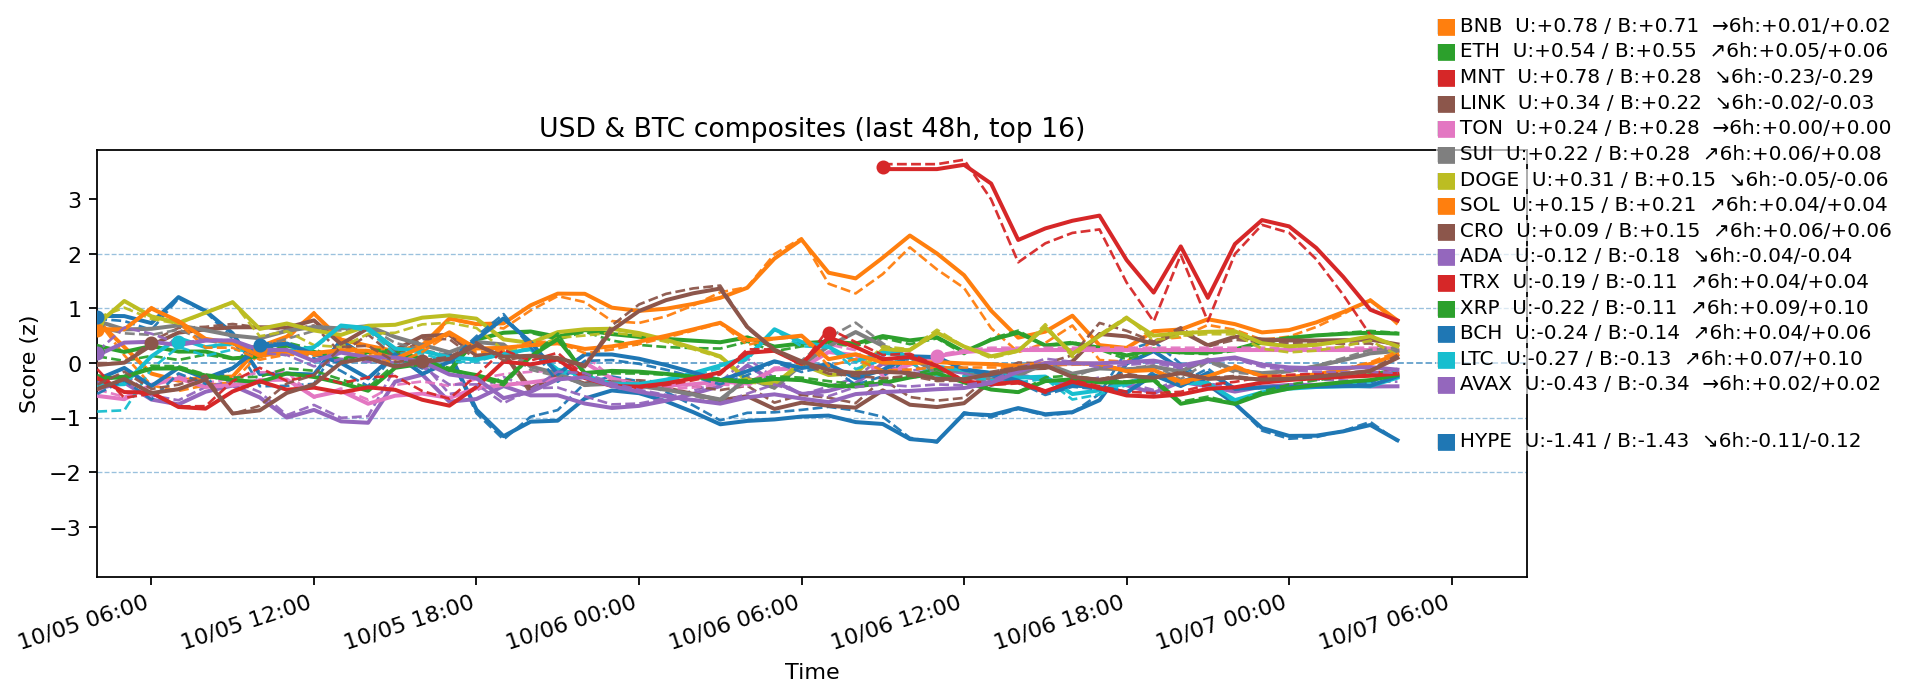 BNB  U:+0.78 / B:+0.71  →6h:+0.01/+0.02
ETH  U:+0.54 / B:+0.55  ↗6h:+0.05/+0.06
MNT  U:+0.78 / B:+0.28  ↘6h:-0.23/-0.29
LINK  U:+0.34 / B:+0.22  ↘6h:-0.02/-0.03
TON  U:+0.24 / B:+0.28  →6h:+0.00/+0.00
SUI  U:+0.22 / B:+0.28  ↗6h:+0.06/+0.08
DOGE  U:+0.31 / B:+0.15  ↘6h:-0.05/-0.06
SOL  U:+0.15 / B:+0.21  ↗6h:+0.04/+0.04
CRO  U:+0.09 / B:+0.15  ↗6h:+0.06/+0.06
ADA  U:-0.12 / B:-0.18  ↘6h:-0.04/-0.04
TRX  U:-0.19 / B:-0.11  ↗6h:+0.04/+0.04
XRP  U:-0.22 / B:-0.11  ↗6h:+0.09/+0.10
BCH  U:-0.24 / B:-0.14  ↗6h:+0.04/+0.06
LTC  U:-0.27 / B:-0.13  ↗6h:+0.07/+0.10
AVAX  U:-0.43 / B:-0.34  →6h:+0.02/+0.02
HYPE  U:-1.41 / B:-1.43  ↘6h:-0.11/-0.12
USD & BTC composites (last 48h, top 16)
Score (z)
3
2
1
0
−1
−2
−3
10/05 06:00
10/05 12:00
10/05 18:00
10/06 00:00
10/06 06:00
10/06 12:00
10/06 18:00
10/07 00:00
10/07 06:00
Time